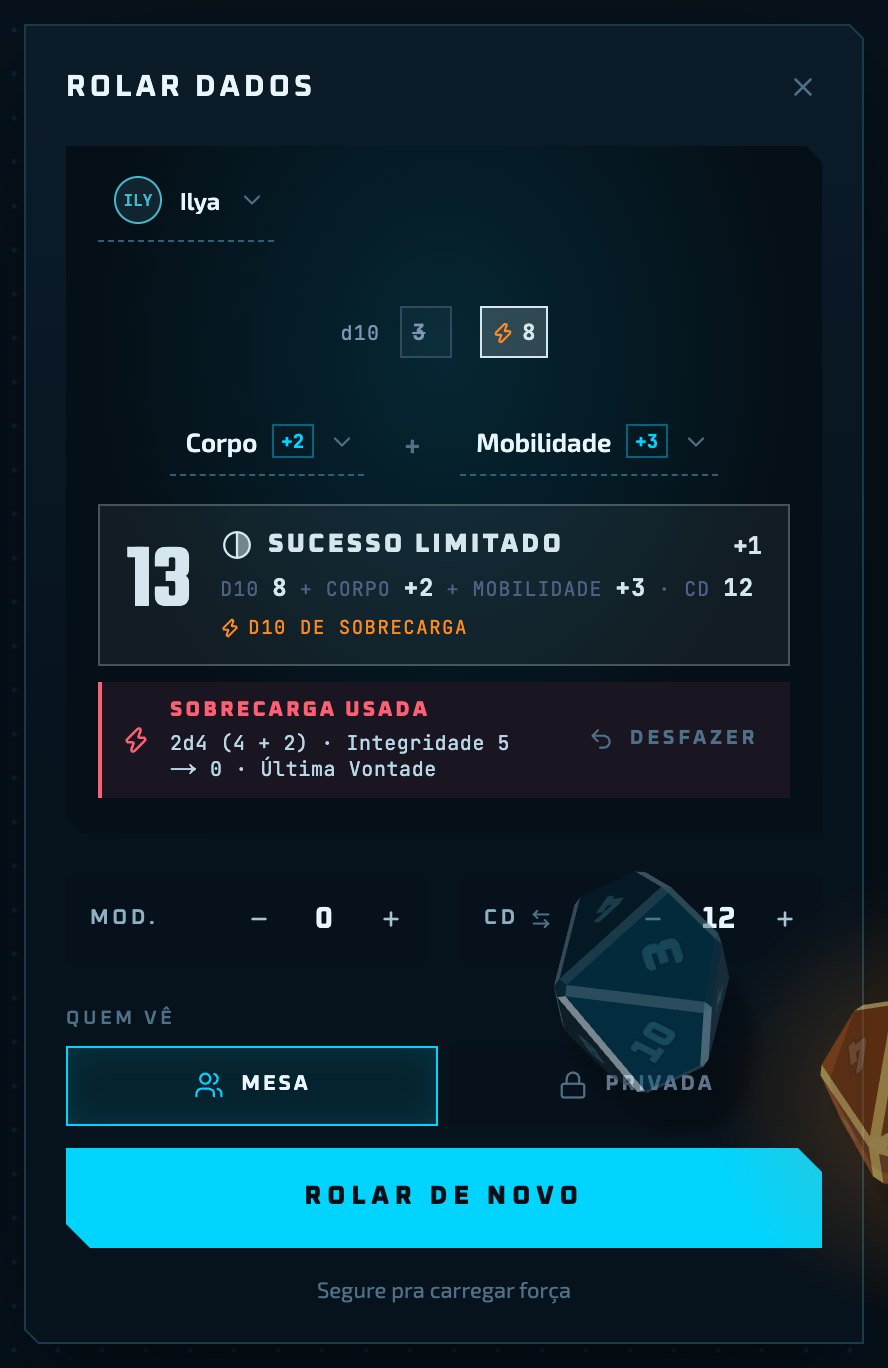 ROLAR DADOS
ILY Ilya
d10 3 8
Corpo +2 + Mobilidade +3
13 SUCESSO LIMITADO +1
D10 8 + CORPO +2 + MOBILIDADE +3 · CD 12
D10 DE SOBRECARGA
SOBRECARGA USADA
2d4 (4 + 2) · Integridade 5
→ 0 · Última Vontade
DESFAZER
MOD. − 0 + CD − 12 +
3
10
QUEM VÊ
MESA PRIVADA
ROLAR DE NOVO
Segure pra carregar força